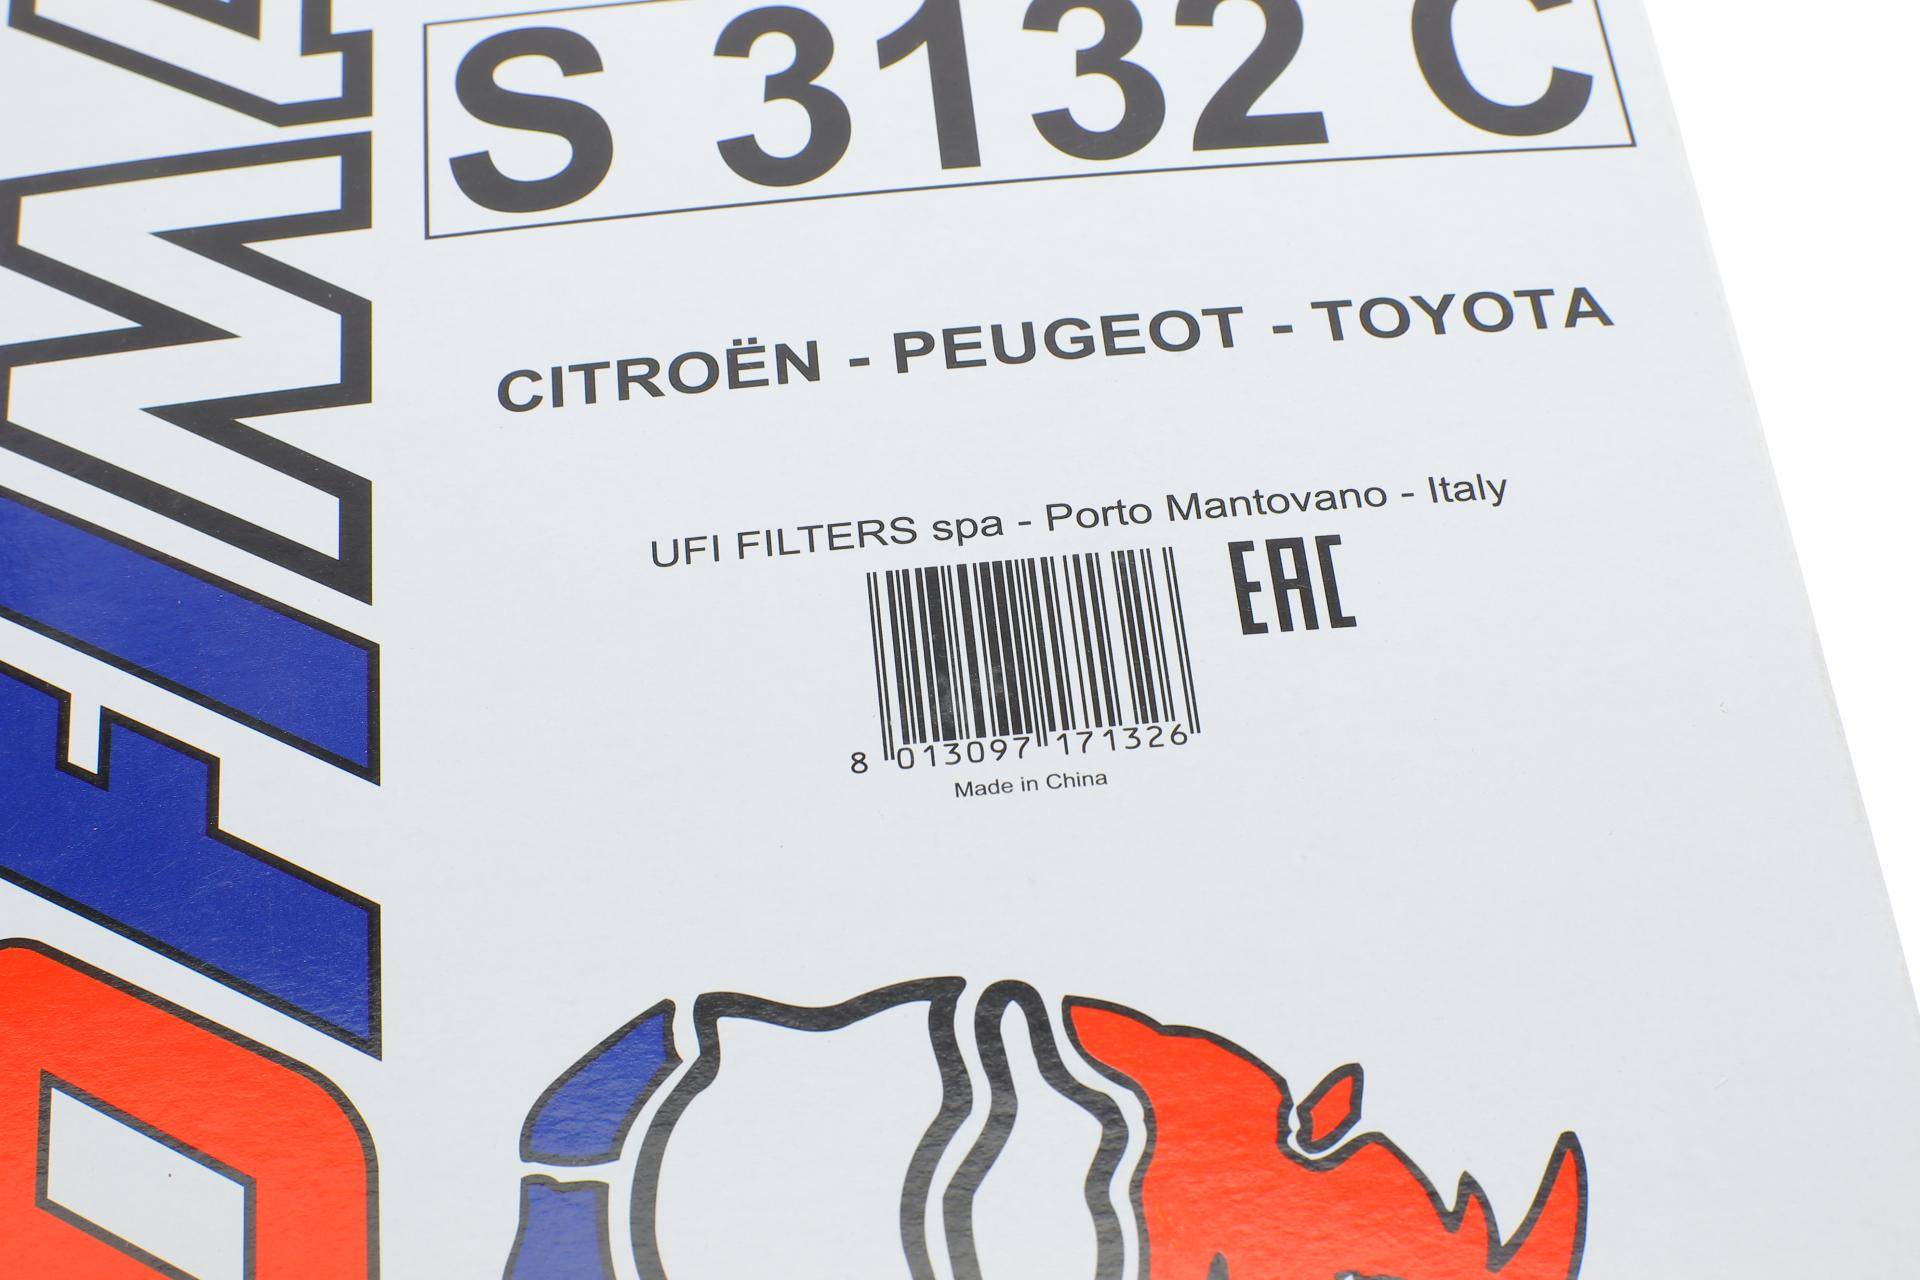 S 3132 C
CITROËN - PEUGEOT - TOYOTA
UFI FILTERS spa - Porto Mantovano - Italy
EAC
8 013097 171326
Made in China